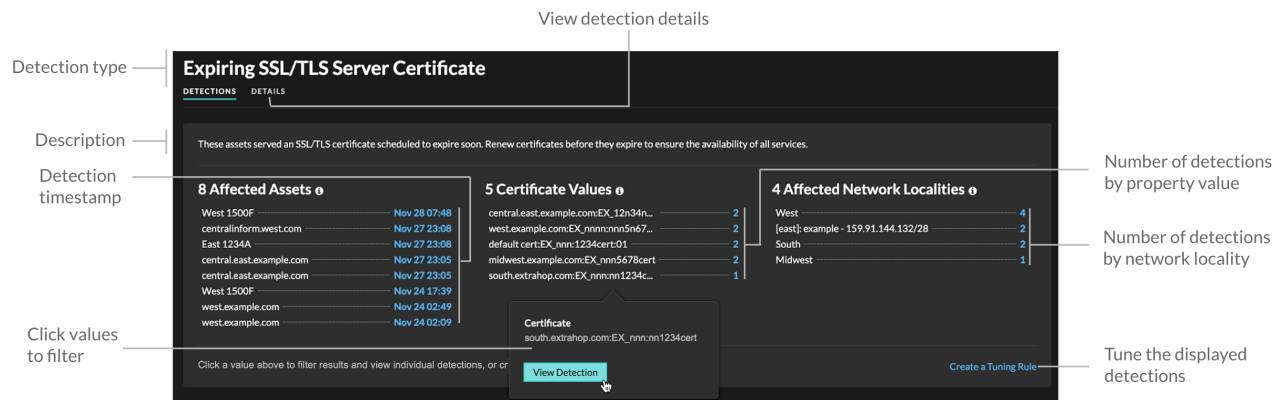 View detection details
Detection type
Expiring SSL/TLS Server Certificate
DETECTIONS DETAILS
Description
These assets served an SSL/TLS certificate scheduled to expire soon. Renew certificates before they expire to ensure the availability of all services.
Detection
timestamp
8 Affected Assets
West 1500F Nov 28 07:48
centralinform.west.com Nov 27 23:08
East 1234A Nov 27 23:08
central.east.example.com Nov 27 23:05
central.east.example.com Nov 27 23:05
West 1500F Nov 24 17:39
west.example.com Nov 24 02:49
west.example.com Nov 24 02:09
5 Certificate Values
central.east.example.com:EX_12n34n... 2
west.example.com:EX_nnnn:nnn5n67... 2
default cert:EX_nnn:1234cert:01 2
midwest.example.com:EX_nnn5678cert 2
south.extrahop.com:EX_nnn:nn1234c... 1
4 Affected Network Localities
West 4
[east]: example - 159.91.144.132/28 2
South 2
Midwest 1
Number of detections
by property value
Number of detections
by network locality
Click values
to filter
Certificate
south.extrahop.com:EX_nnn:nn1234cert
View Detection
Click a value above to filter results and view individual detections, or cr
Create a Tuning Rule
Tune the displayed
detections